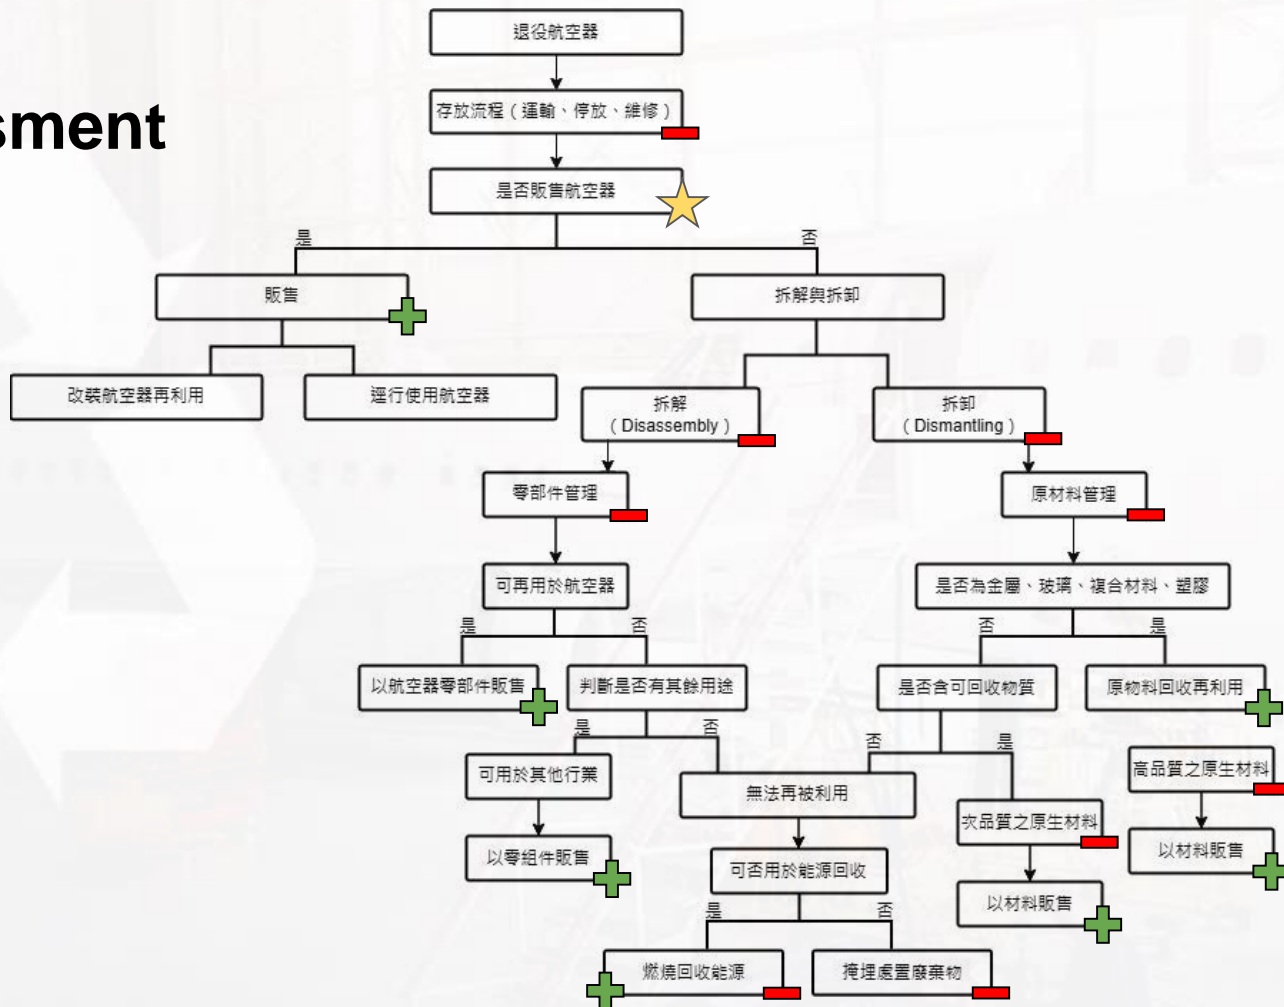 退役航空器
sment
存放流程（運輸、停放、維修）
是否販售航空器
是
否
販售
拆解與拆卸
改裝航空器再利用
逕行使用航空器
拆解
（Disassembly）
拆卸
（Dismantling）
零部件管理
原材料管理
可再用於航空器
是否為金屬、玻璃、複合材料、塑膠
是
否
否
是
以航空器零部件販售
判斷是否有其餘用途
是否含可回收物質
原物料回收再利用
是
否
否
是
可用於其他行業
無法再被利用
高品質之原生材料
次品質之原生材料
以零組件販售
以材料販售
可否用於能源回收
以材料販售
是
否
燃燒回收能源
掩埋處置廢棄物